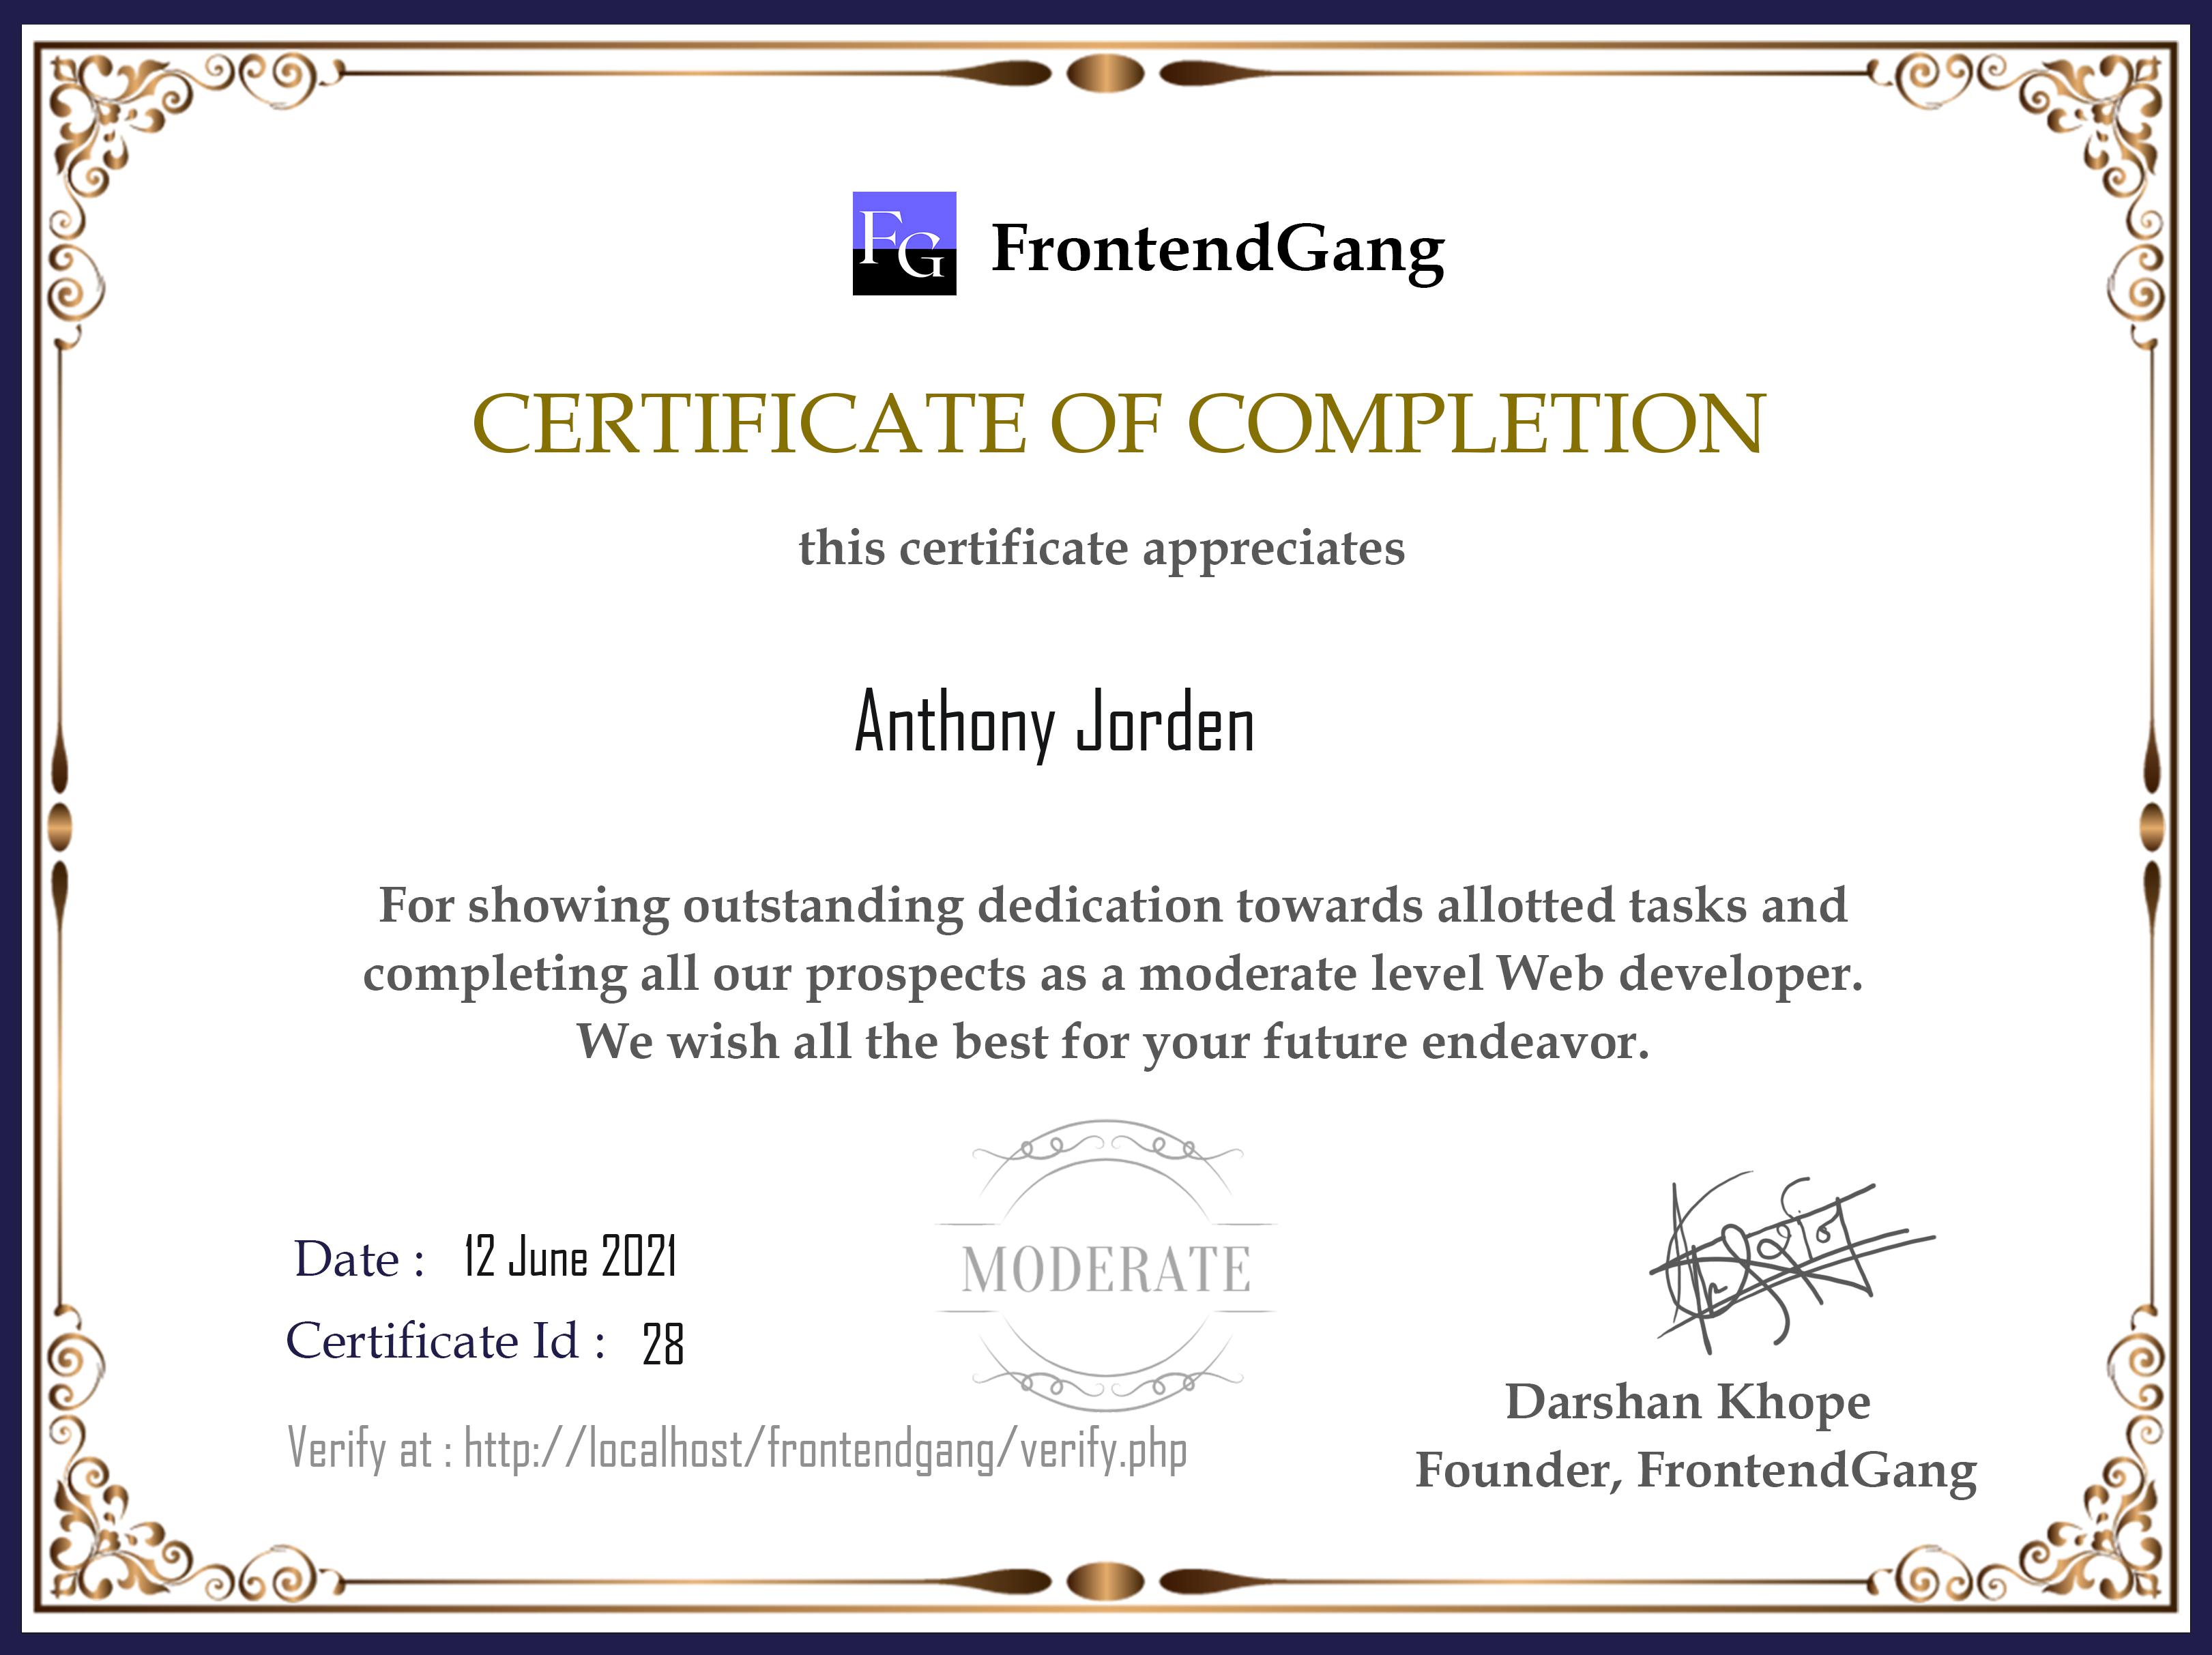 FG FrontendGang
CERTIFICATE OF COMPLETION
this certificate appreciates
Anthony Jorden
For showing outstanding dedication towards allotted tasks and
completing all our prospects as a moderate level Web developer.
We wish all the best for your future endeavor.
MODERATE
Date : 12 June 2021
Certificate Id : 28
Verify at : http://localhost/frontendgang/verify.php
Darshan Khope
Founder, FrontendGang